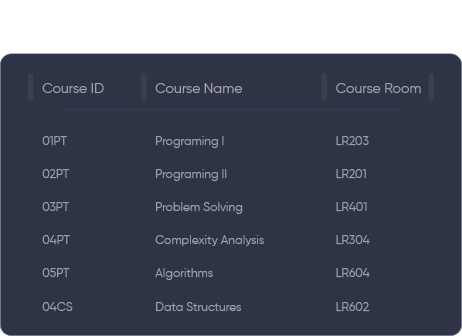 Course ID Course Name Course Room
01PT Programing I LR203
02PT Programing II LR201
03PT Problem Solving LR401
04PT Complexity Analysis LR304
05PT Algorithms LR604
04CS Data Structures LR602